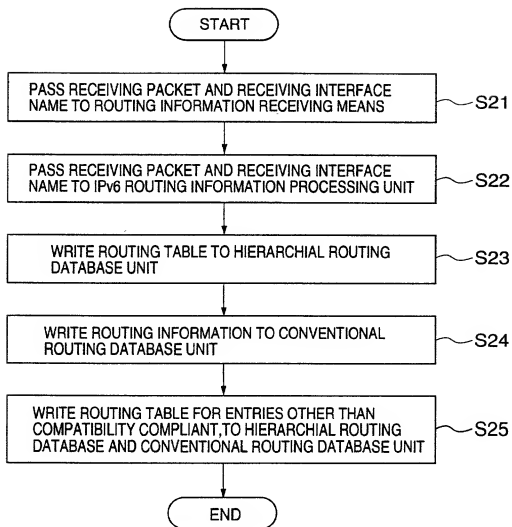 START
PASS RECEIVING PACKET AND RECEIVING INTERFACE
NAME TO ROUTING INFORMATION RECEIVING MEANS
S21
PASS RECEIVING PACKET AND RECEIVING INTERFACE
NAME TO IPv6 ROUTING INFORMATION PROCESSING UNIT
S22
WRITE ROUTING TABLE TO HIERARCHIAL ROUTING
DATABASE UNIT
S23
WRITE ROUTING INFORMATION TO CONVENTIONAL
ROUTING DATABASE UNIT
S24
WRITE ROUTING TABLE FOR ENTRIES OTHER THAN
COMPATIBILITY COMPLIANT,TO HIERARCHIAL ROUTING
DATABASE AND CONVENTIONAL ROUTING DATABASE UNIT
S25
END